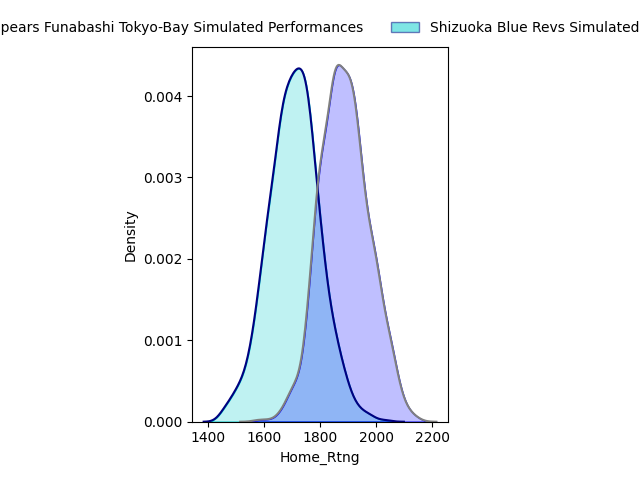 pears Funabashi Tokyo-Bay Simulated Performances
Shizuoka Blue Revs Simulated
0.004
0.003
0.002
0.001
0.000
Density
1400 1600 1800 2000 2200
Home_Rtng